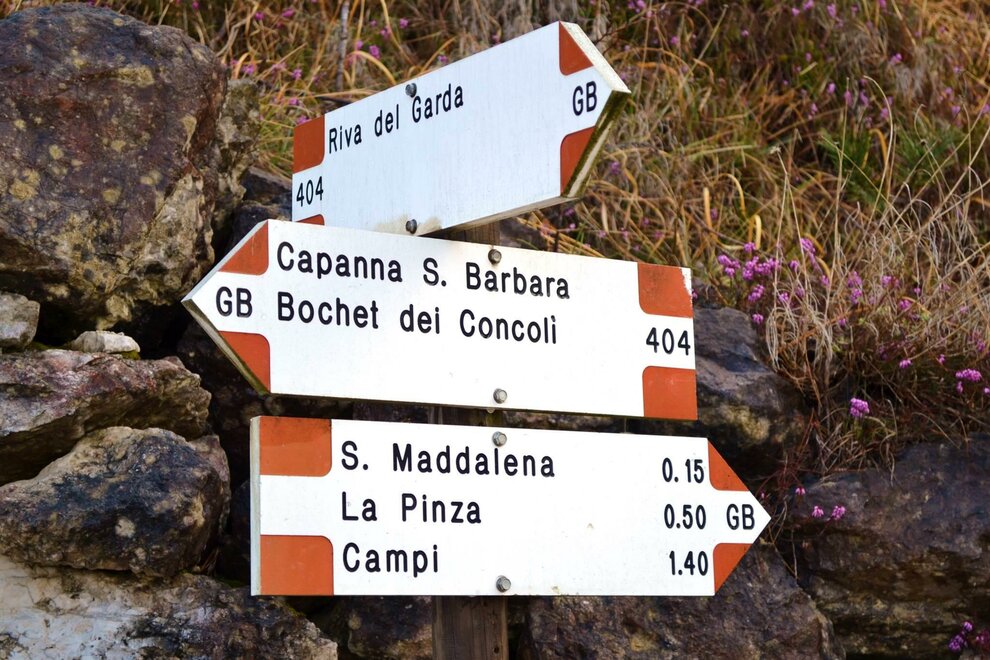 Riva del Garda GB
404
Capanna S. Barbara
GB Bochet dei Concolì
404
S. Maddalena 0.15
La Pinza 0.50 GB
Campi 1.40